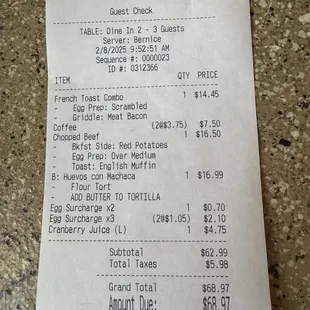 Guest Check
TABLE: Dine In 2 - 3 Guests
Server: Bernice
2/8/2025 9:52:51 AM
Sequence #: 0000023
ID #: 0312366
ITEM QTY PRICE
French Toast Combo 1 $14.45
- Egg Prep: Scrambled
- Griddle: Meat Bacon
Coffee (2@$3.75) $7.50
Chopped Beef 1 $16.50
- Bkfst Side: Red Potatoes
- Egg Prep: Over Medium
- Toast: English Muffin
B: Huevos con Machaca 1 $16.99
- Flour Tort
- ADD BUTTER TO TORTILLA
Egg Surcharge x2 1 $0.70
Egg Surcharge x3 (2@$1.05) $2.10
Cranberry Juice (L) 1 $4.75
Subtotal $62.99
Total Taxes $5.98
Grand Total $68.97
Amount Due: $68.97